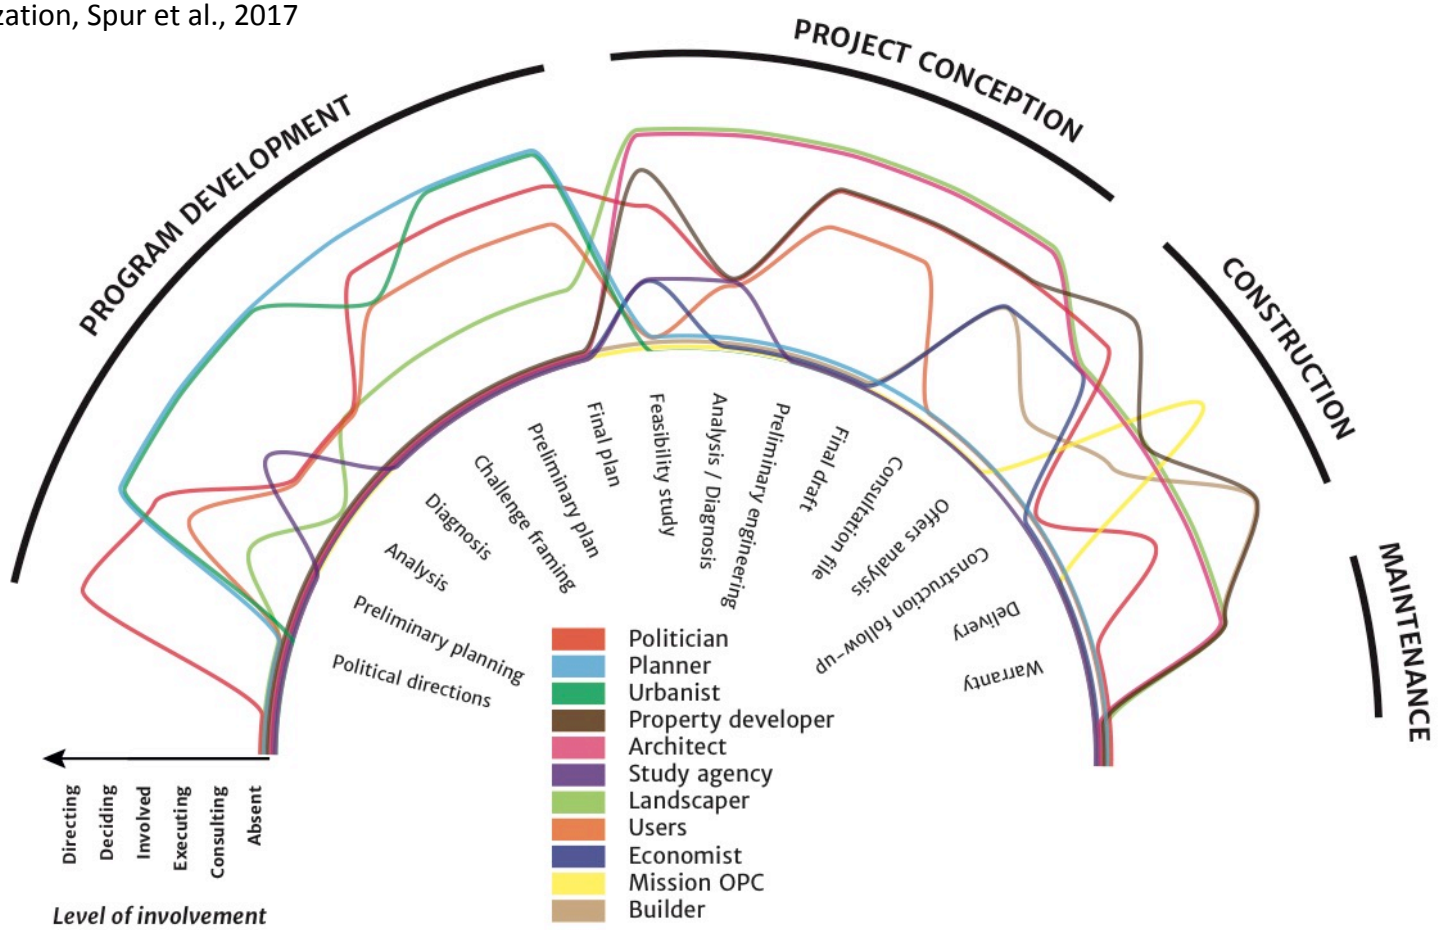 zation, Spur et al., 2017
PROGRAM DEVELOPMENT
PROJECT CONCEPTION
CONSTRUCTION
MAINTENANCE
Political directions
Preliminary planning
Analysis
Diagnosis
Challenge framing
Preliminary plan
Final plan
Feasibility study
Analysis / Diagnosis
Preliminary engineering
Final draft
Consultation file
Offers analysis
Construction follow-up
Delivery
Warranty
Politician
Planner
Urbanist
Property developer
Architect
Study agency
Landscaper
Users
Economist
Mission OPC
Builder
Directing
Deciding
Involved
Executing
Consulting
Absent
Level of involvement